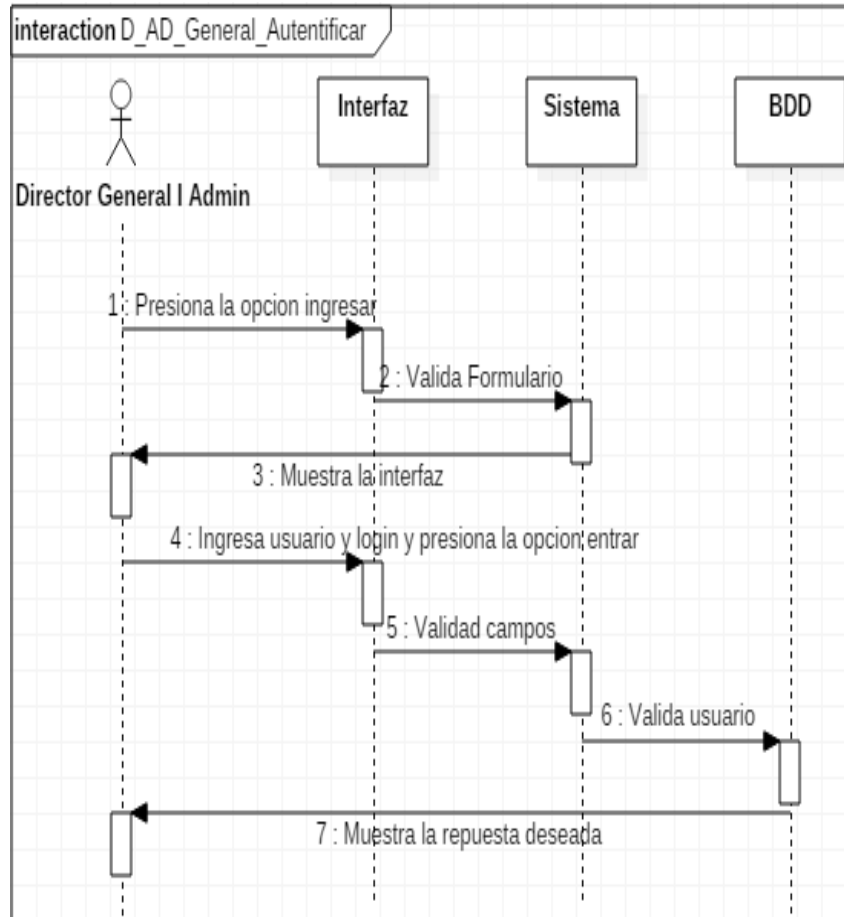 interaction D_AD_General_Autentificar
Interfaz
Sistema
BDD
Director General I Admin
1 : Presiona la opcion ingresar
2 : Valida Formulario
3 : Muestra la interfaz
4 : Ingresa usuario y login y presiona la opcion entrar
5 : Validad campos
6 : Valida usuario
7 : Muestra la repuesta deseada